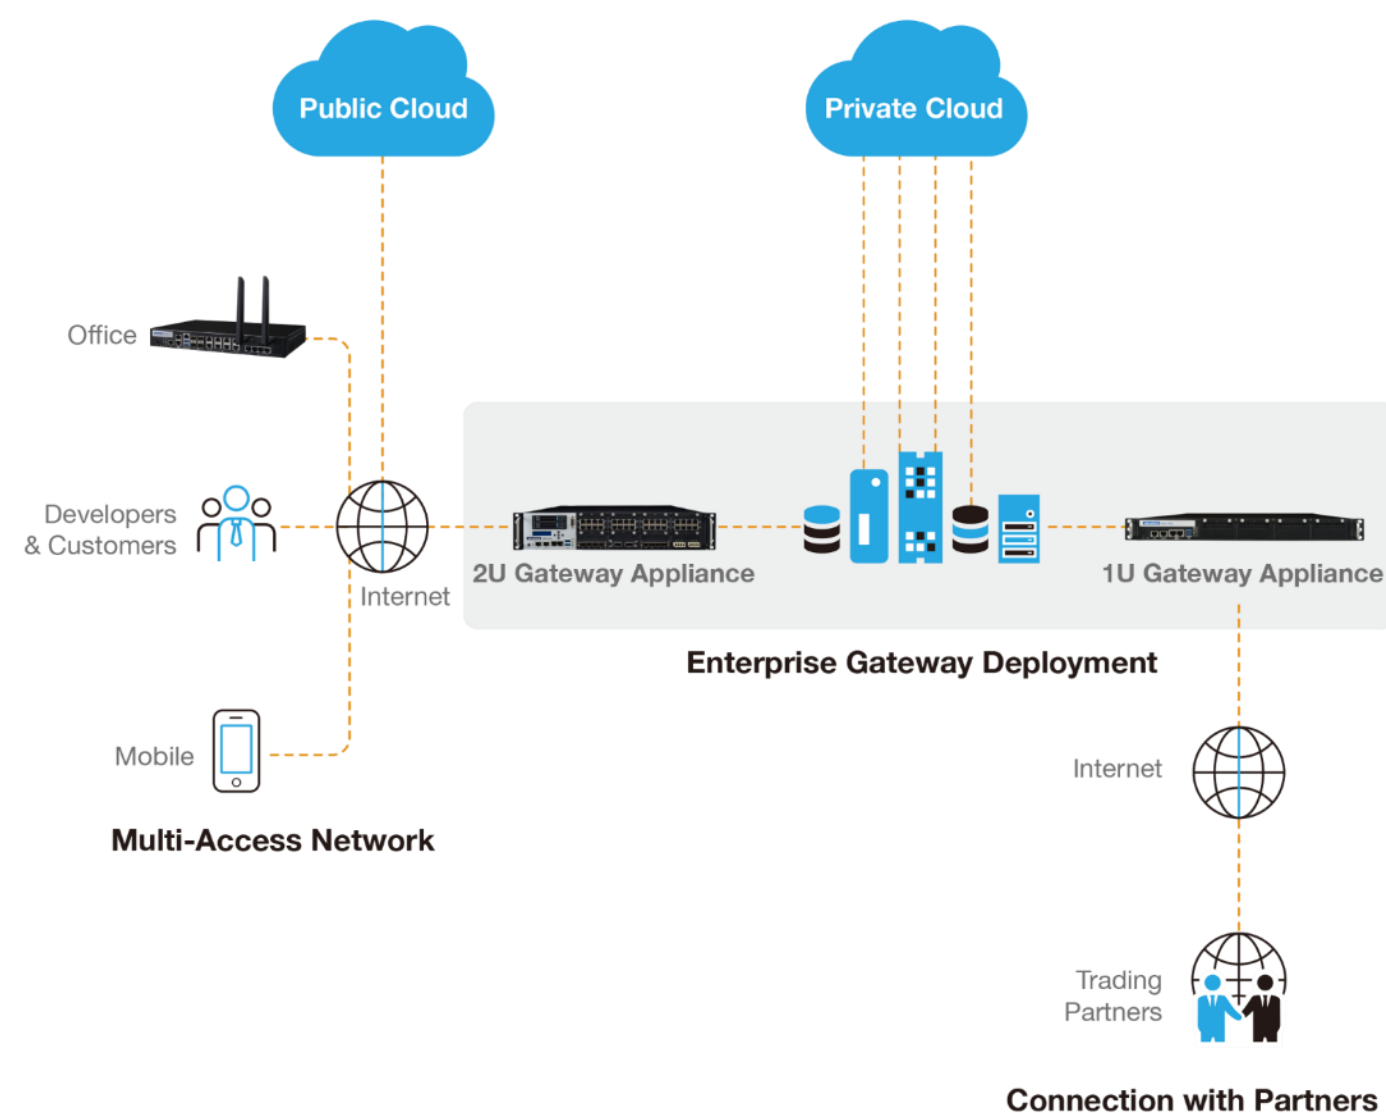 Public Cloud
Private Cloud
Office
Developers
& Customers
Internet
2U Gateway Appliance
1U Gateway Appliance
Enterprise Gateway Deployment
Mobile
Multi-Access Network
Internet
Trading
Partners
Connection with Partners